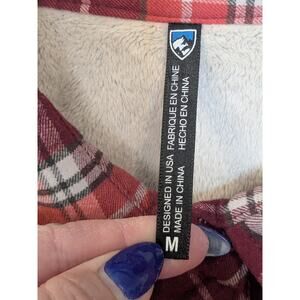 DESIGNED IN USA FABRIQUE EN CHINE
MADE IN CHINA HECHO EN CHINA
M